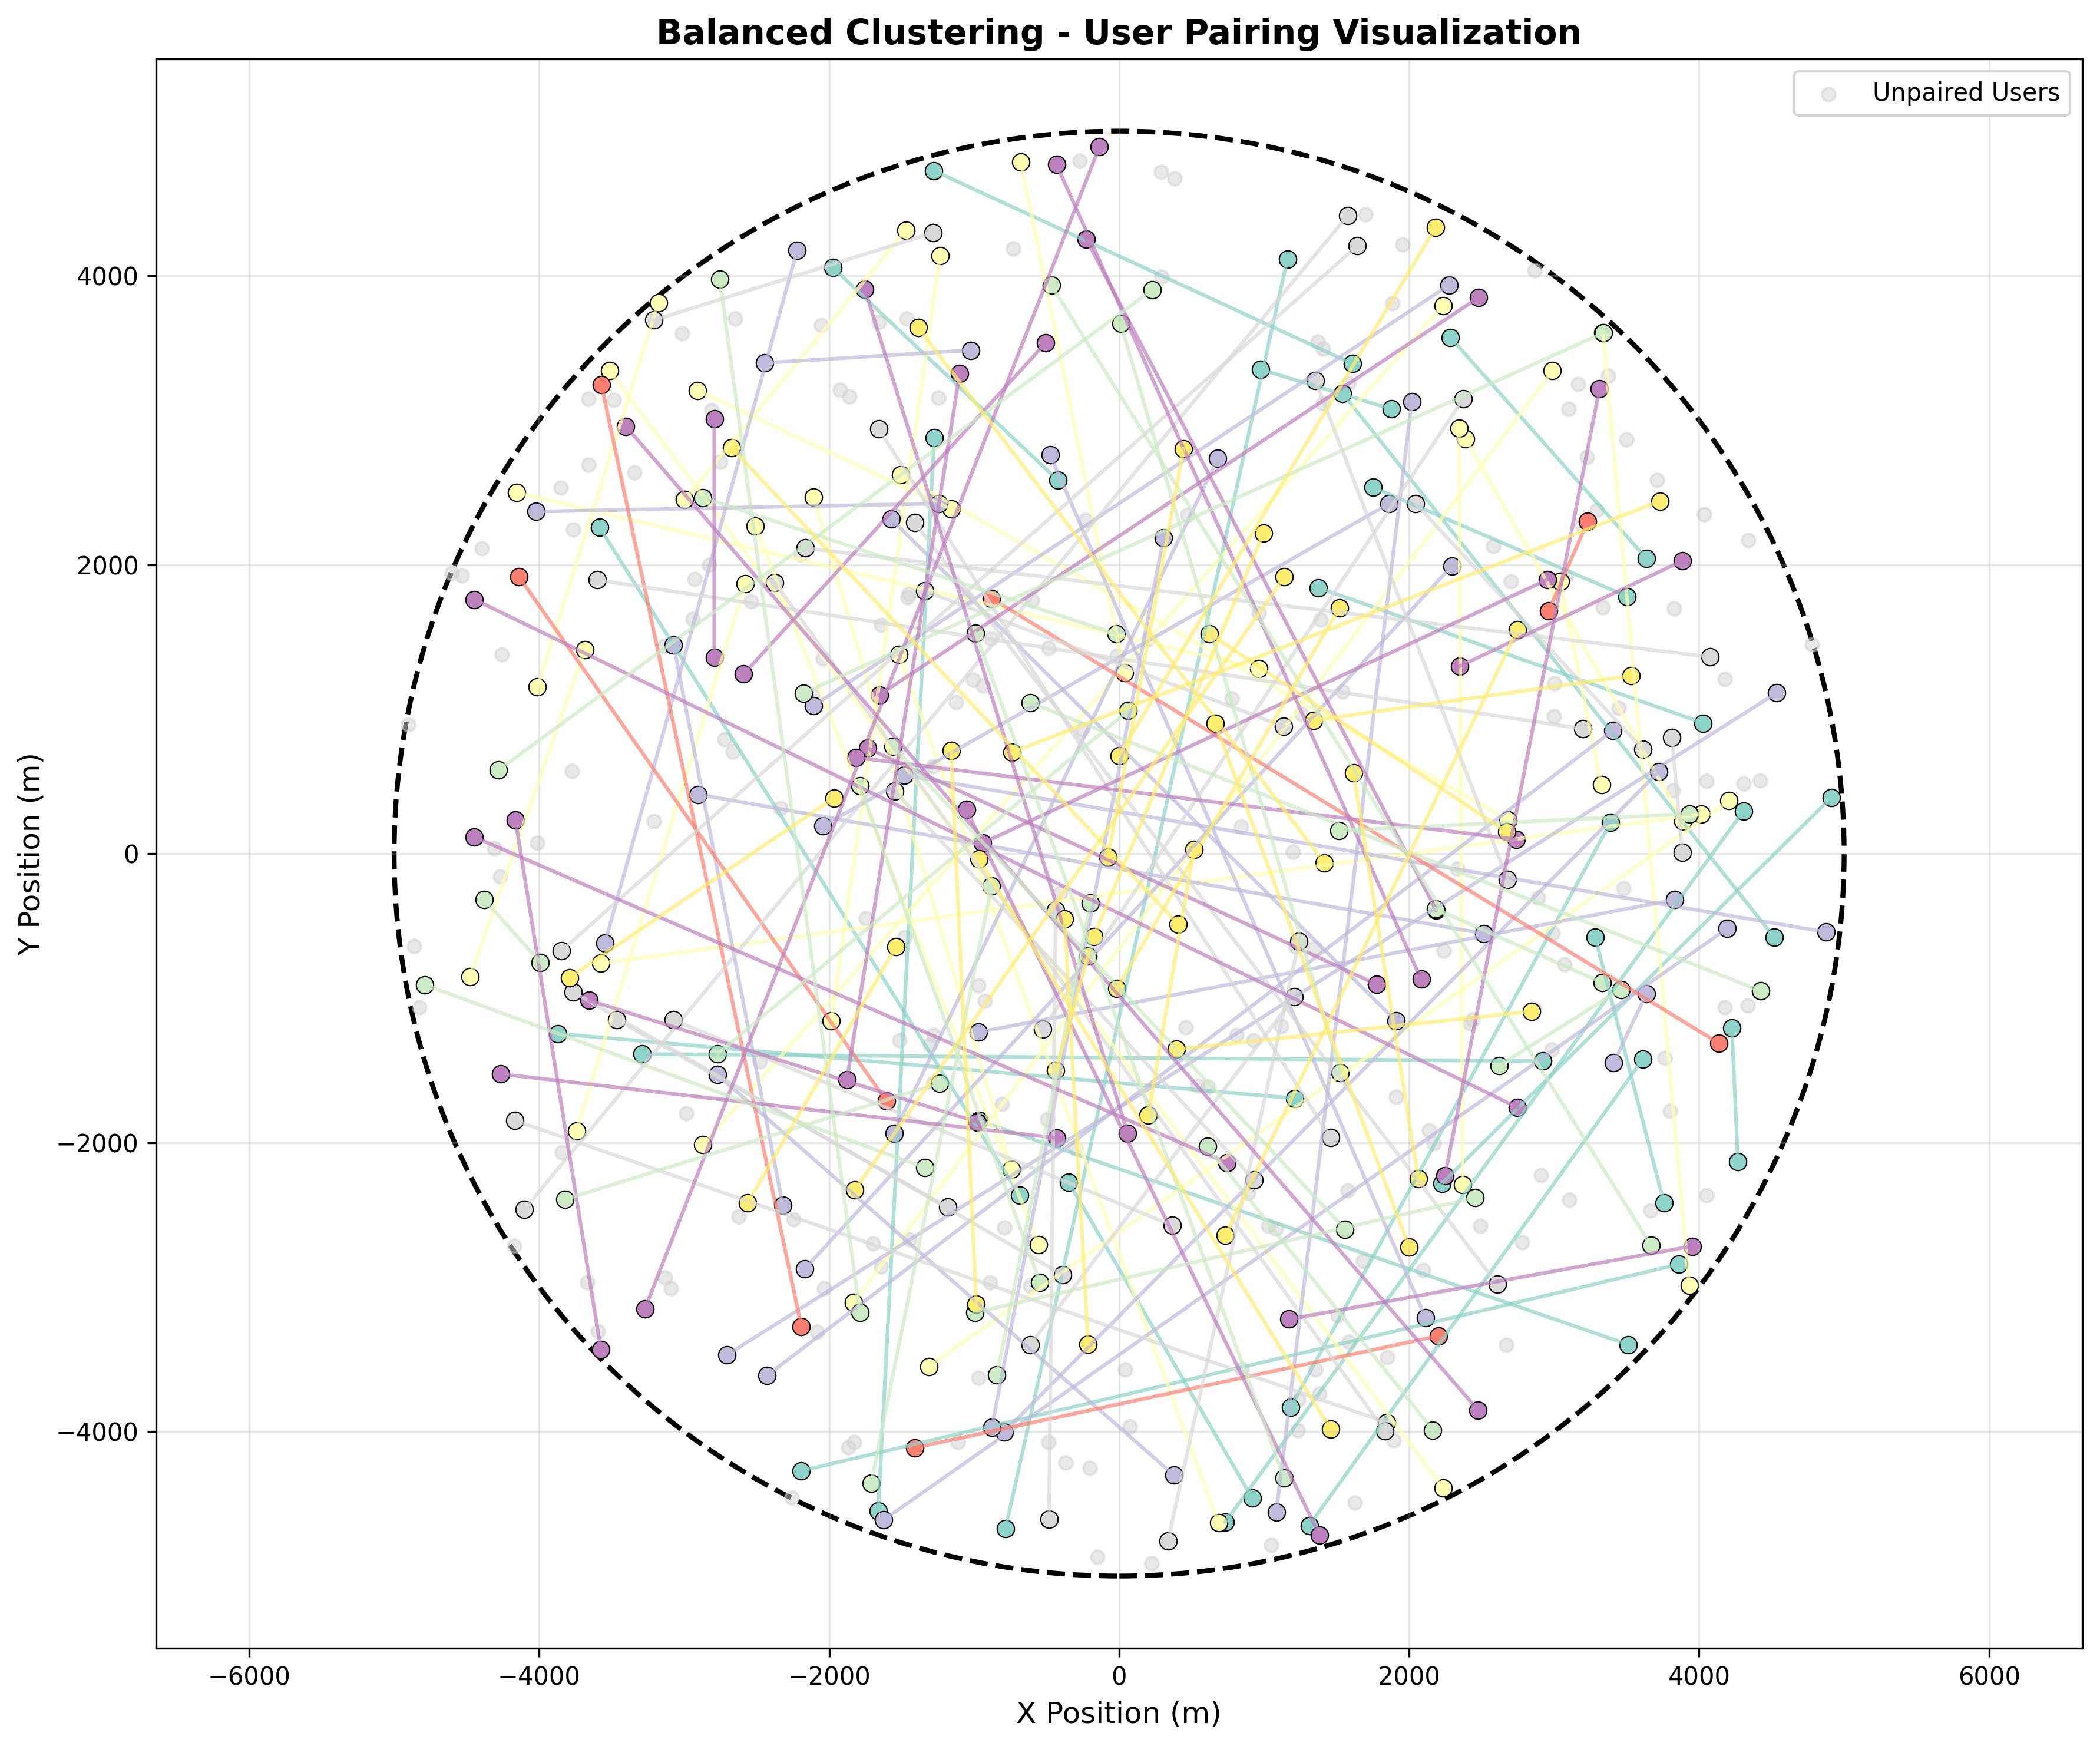 Balanced Clustering - User Pairing Visualization
Unpaired Users
4000
2000
0
−2000
−4000
Y Position (m)
−6000 −4000 −2000 0 2000 4000 6000
X Position (m)